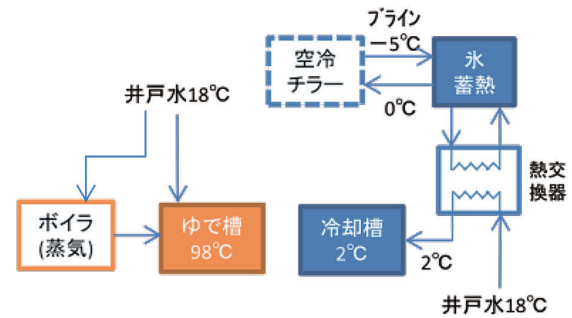 ブライン
－5℃
空冷
チラー
氷
蓄熱
0℃
井戸水18℃
熱交
換器
ボイラ
(蒸気)
ゆで槽
98℃
冷却槽
2℃
2℃
井戸水18℃